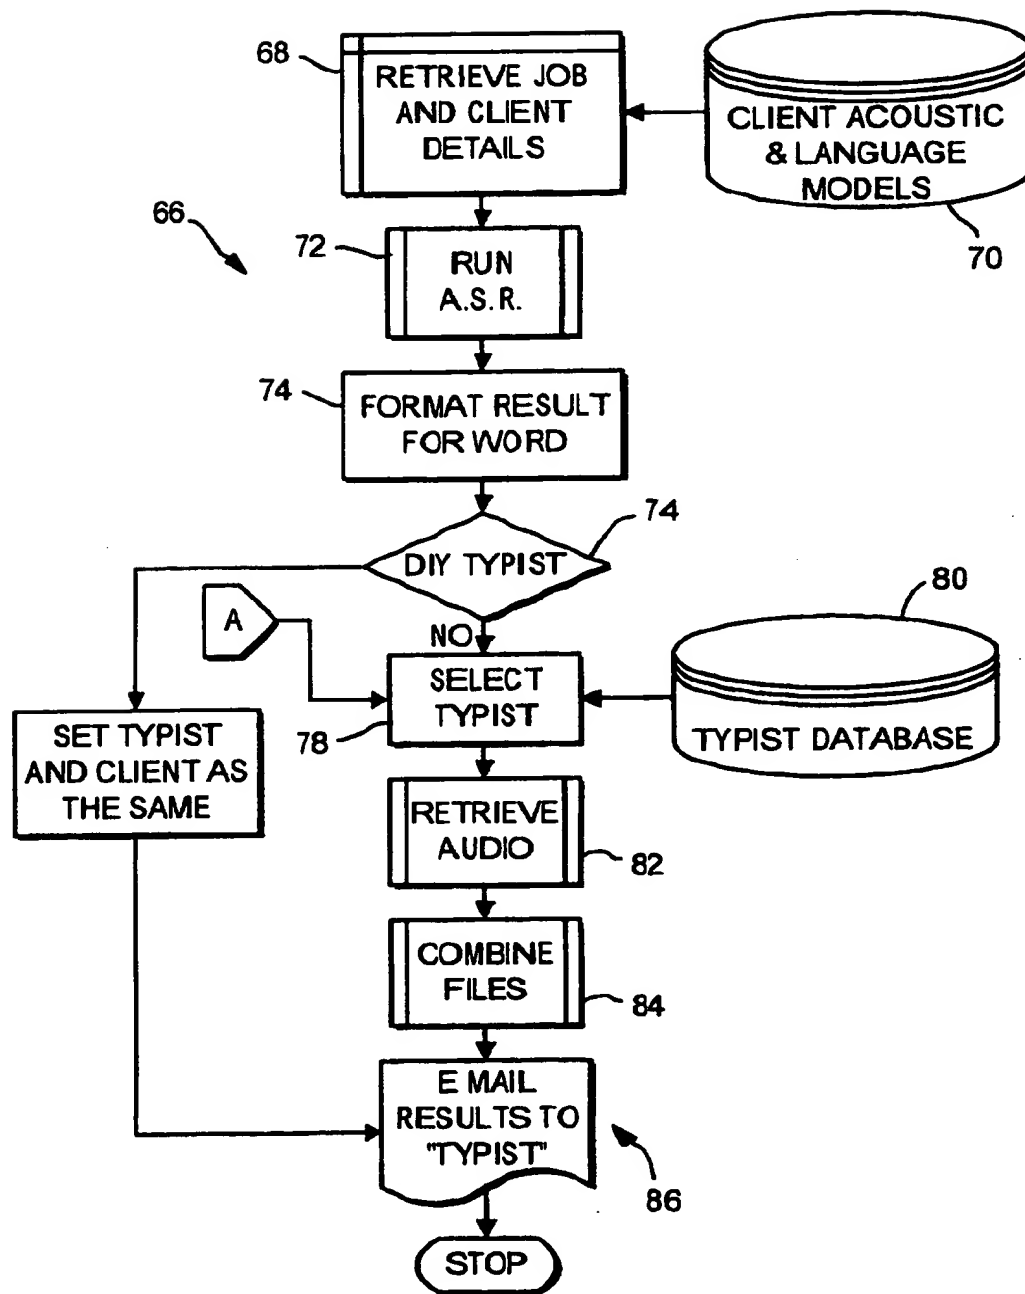 68
RETRIEVE JOB
AND CLIENT
DETAILS
CLIENT ACOUSTIC
& LANGUAGE
MODELS
70
66
72
RUN
A.S.R.
74
FORMAT RESULT
FOR WORD
74
DIY TYPIST
A
NO
80
SELECT
TYPIST
78
TYPIST DATABASE
SET TYPIST
AND CLIENT AS
THE SAME
RETRIEVE
AUDIO
82
COMBINE
FILES
84
E MAIL
RESULTS TO
"TYPIST"
86
STOP